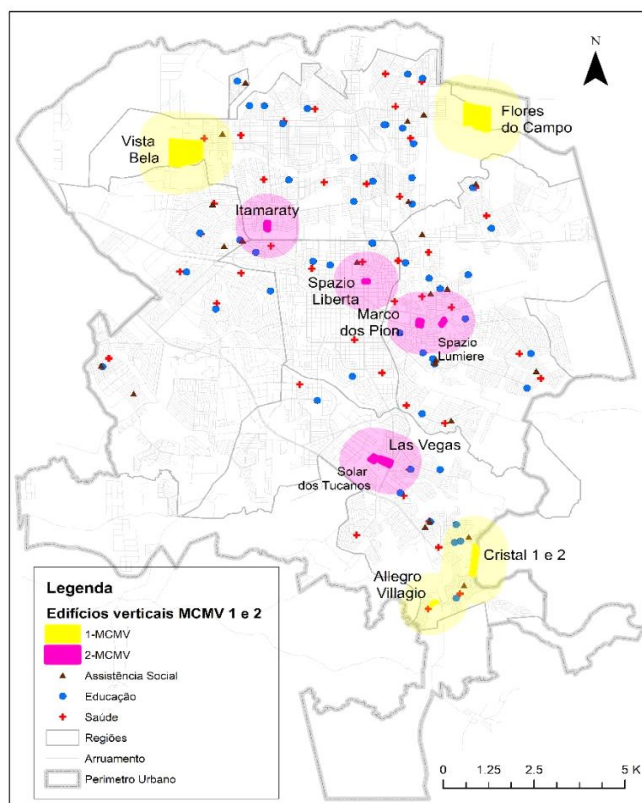 N
Flores
do Campo
Vista
Bela
Itamaraty
Spazio
Liberta
Marco
dos Pion
Spazio
Lumiere
Las Vegas
Solar
dos Tucanos
Cristal 1 e 2
Allegro
Villagio
Legenda
Edifícios verticais MCMV 1 e 2
1-MCMV
2-MCMV
Assistência Social
Educação
Saúde
Regiões
Arruamento
Perimetro Urbano
0 1.25 2.5 5 K